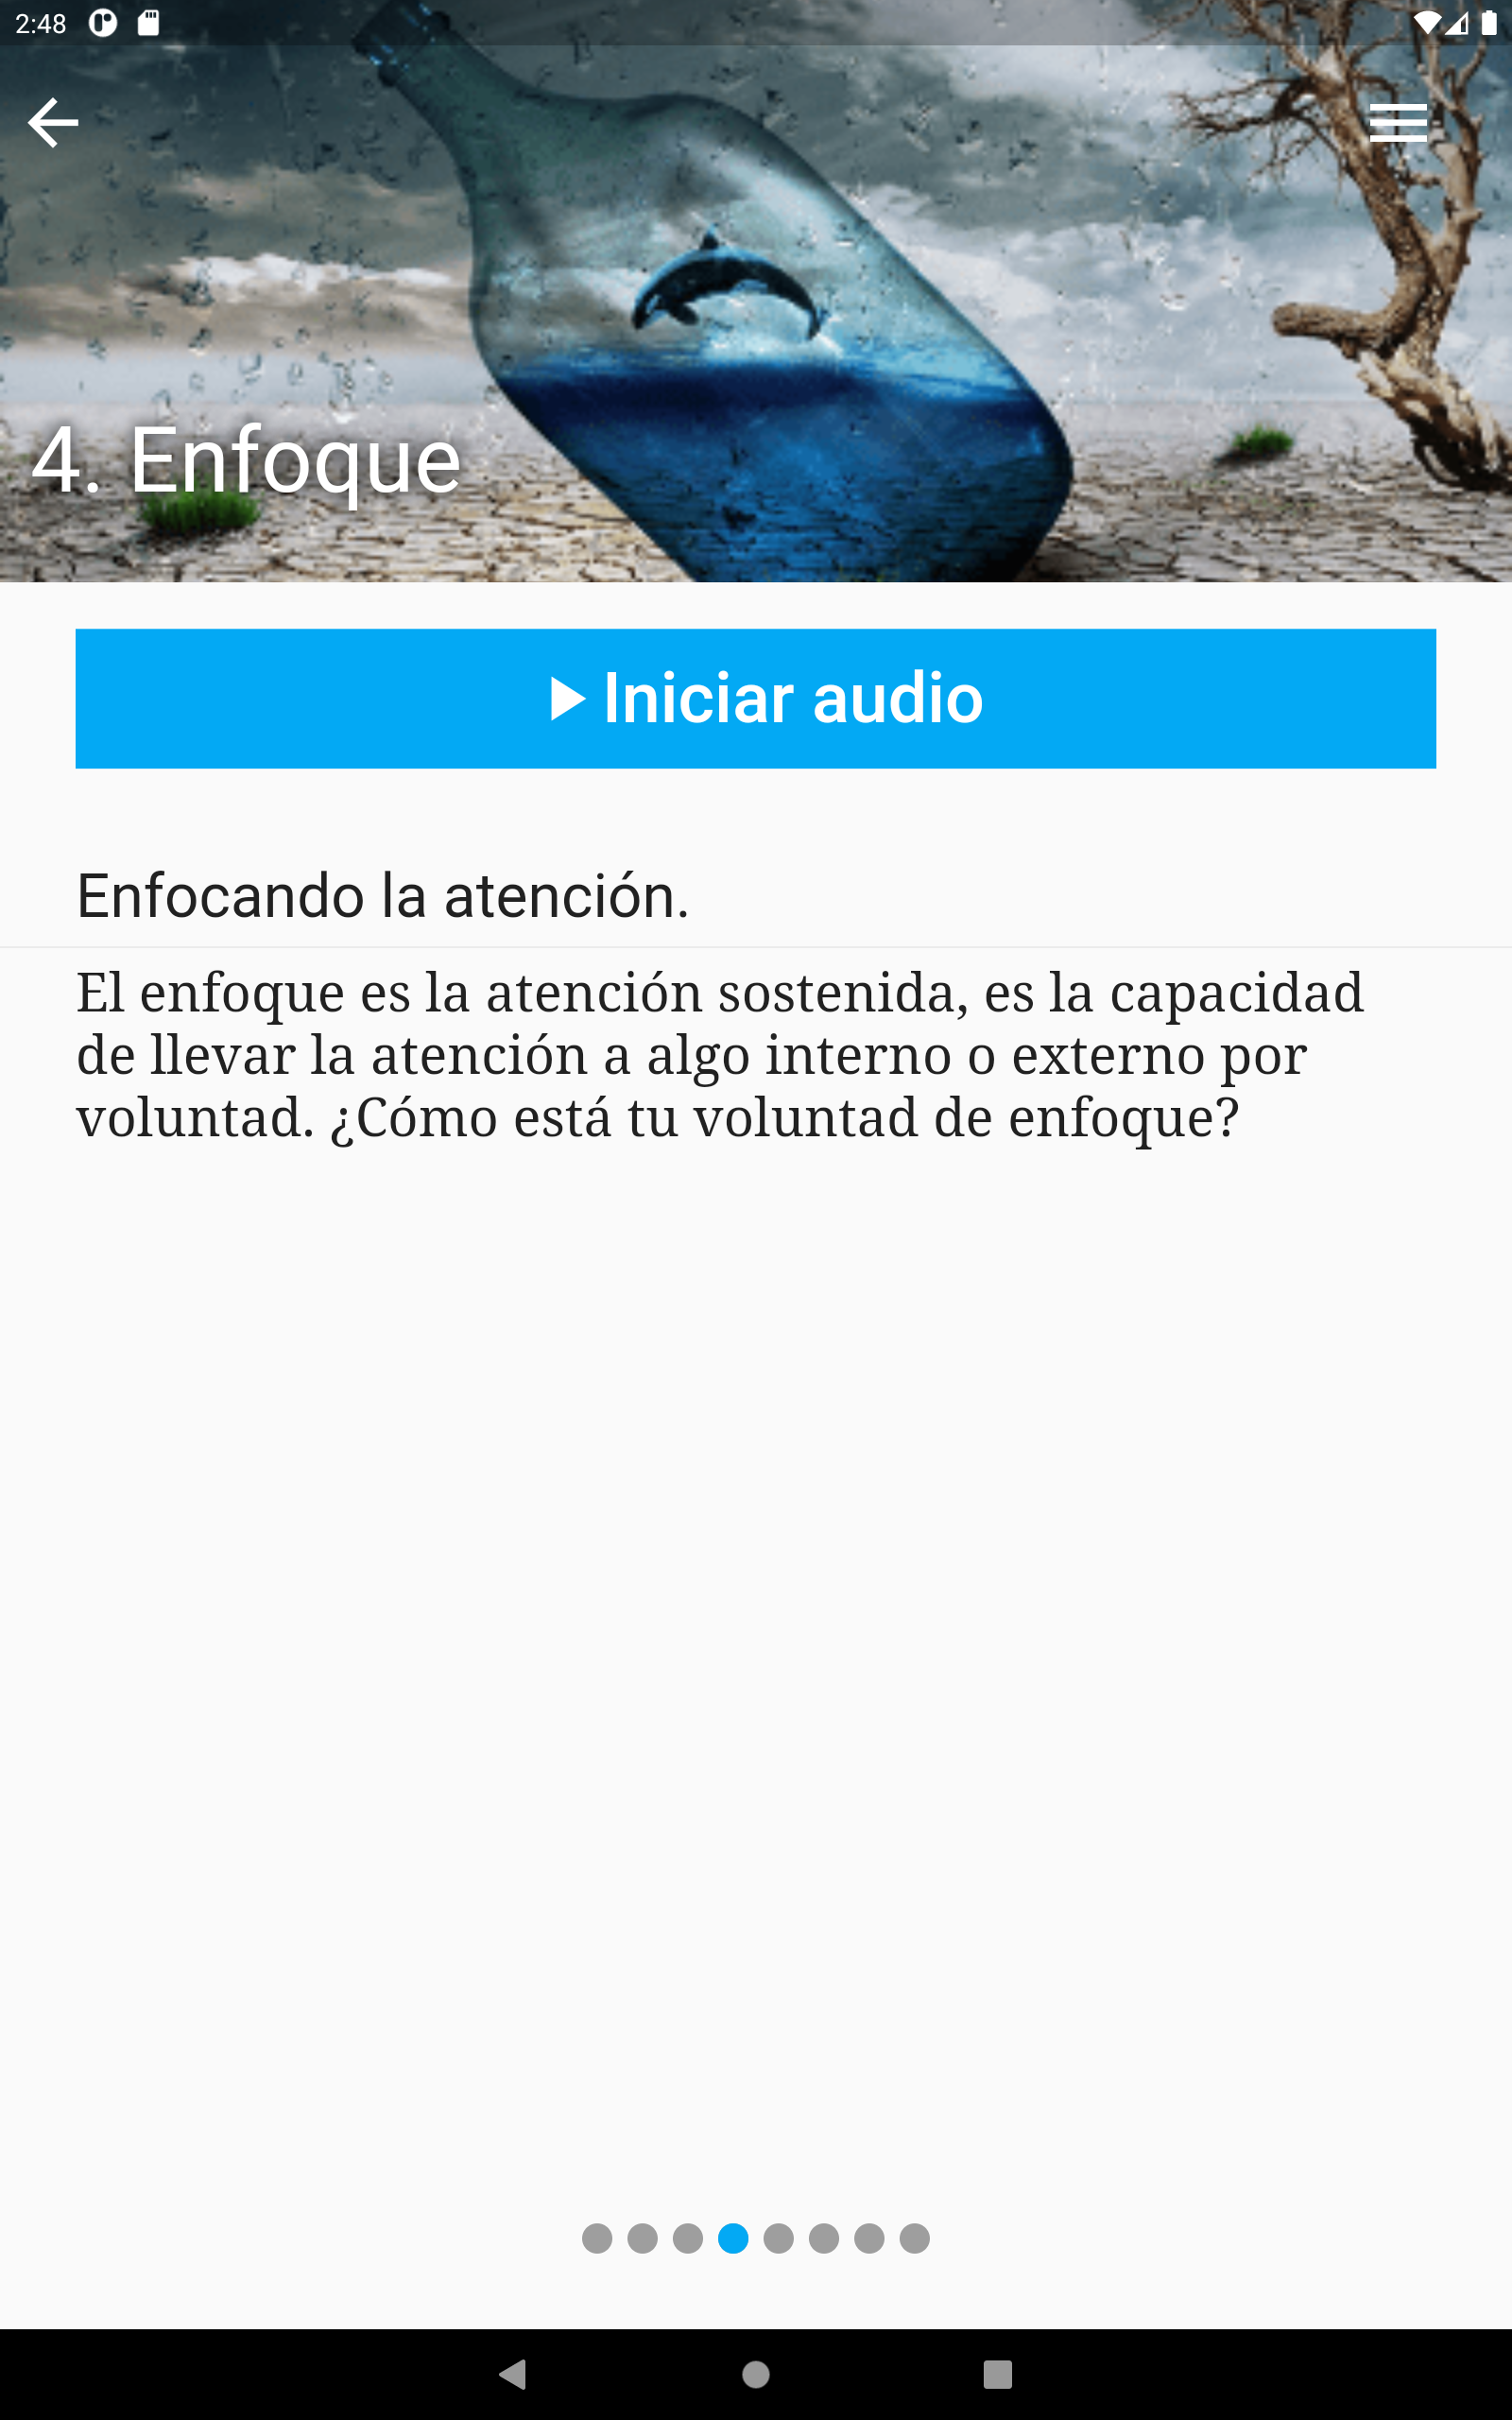 2:48
4. Enfoque
Iniciar audio
Enfocando la atención.
El enfoque es la atención sostenida, es la capacidad
de llevar la atención a algo interno o externo por
voluntad. ¿Cómo está tu voluntad de enfoque?